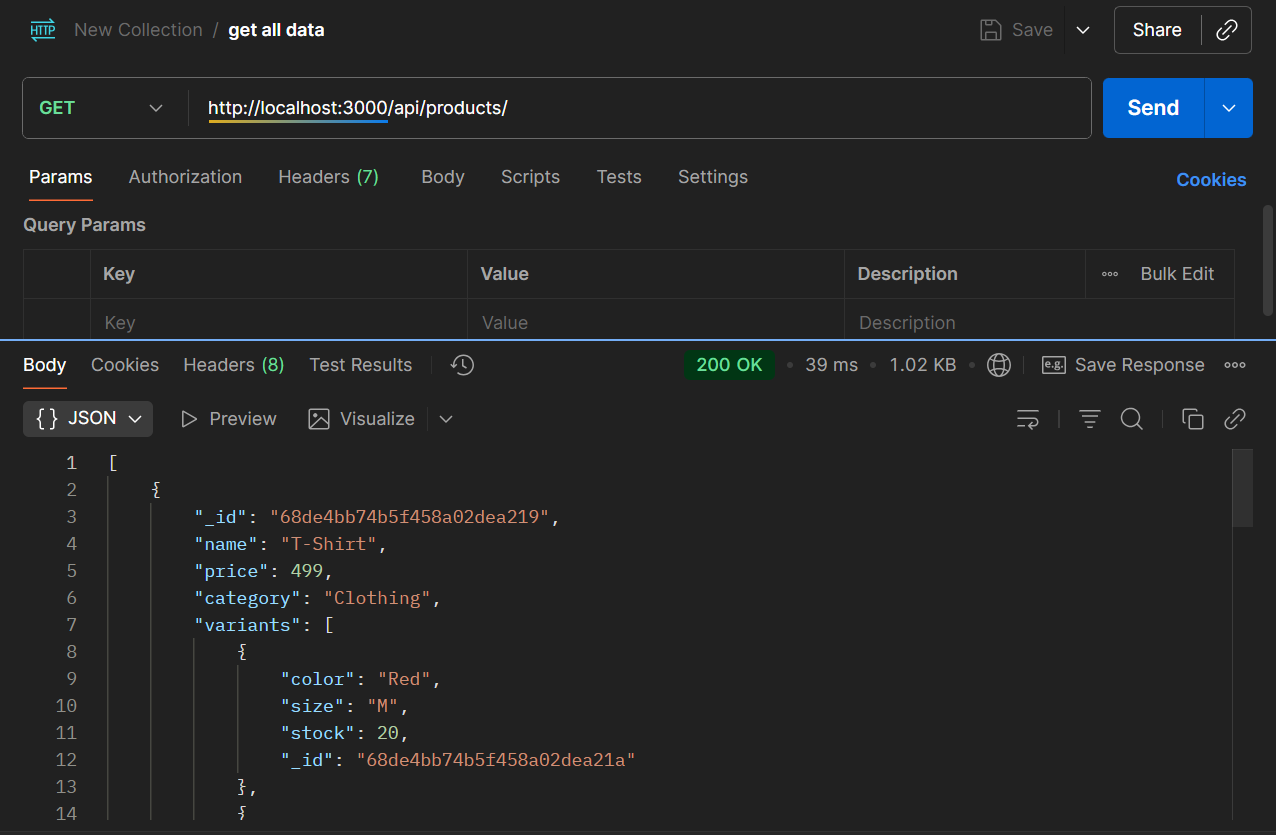 HTTP New Collection / get all data Save Share
GET http://localhost:3000/api/products/ Send
Params Authorization Headers (7) Body Scripts Tests Settings Cookies
Query Params
Key Value Description Bulk Edit
Key Value Description
Body Cookies Headers (8) Test Results 200 OK • 39 ms • 1.02 KB • e.g. Save Response
{} JSON Preview Visualize
1 [
2 {
3 "_id": "68de4bb74b5f458a02dea219",
4 "name": "T-Shirt",
5 "price": 499,
6 "category": "Clothing",
7 "variants": [
8 {
9 "color": "Red",
10 "size": "M",
11 "stock": 20,
12 "_id": "68de4bb74b5f458a02dea21a"
13 },
14 {